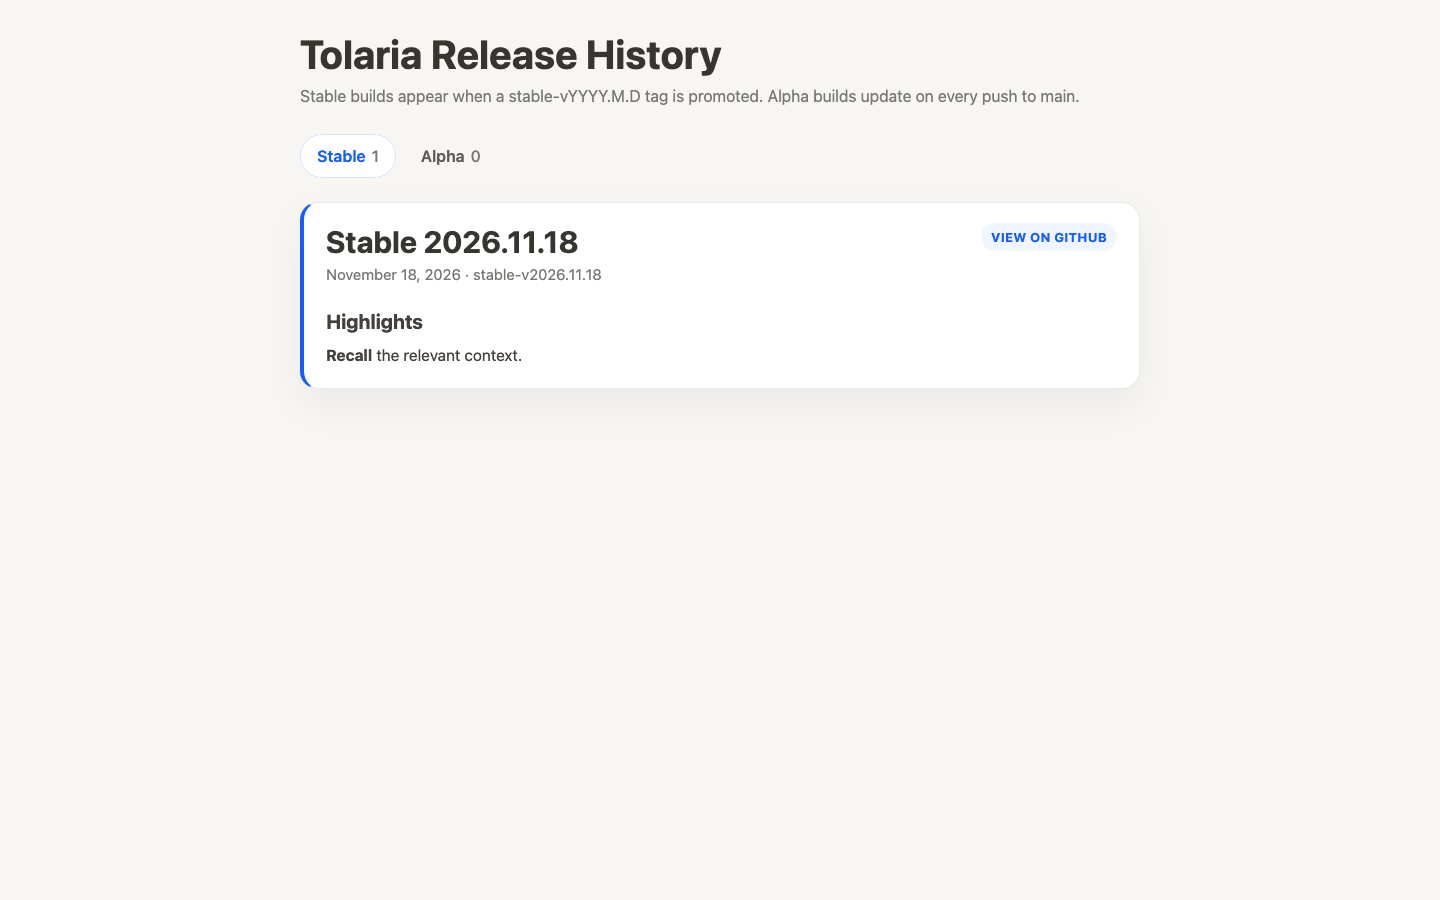 Tolaria Release History
Stable builds appear when a stable-vYYYY.M.D tag is promoted. Alpha builds update on every push to main.
Stable 1
Alpha 0
Stable 2026.11.18
VIEW ON GITHUB
November 18, 2026 · stable-v2026.11.18
Highlights
Recall the relevant context.